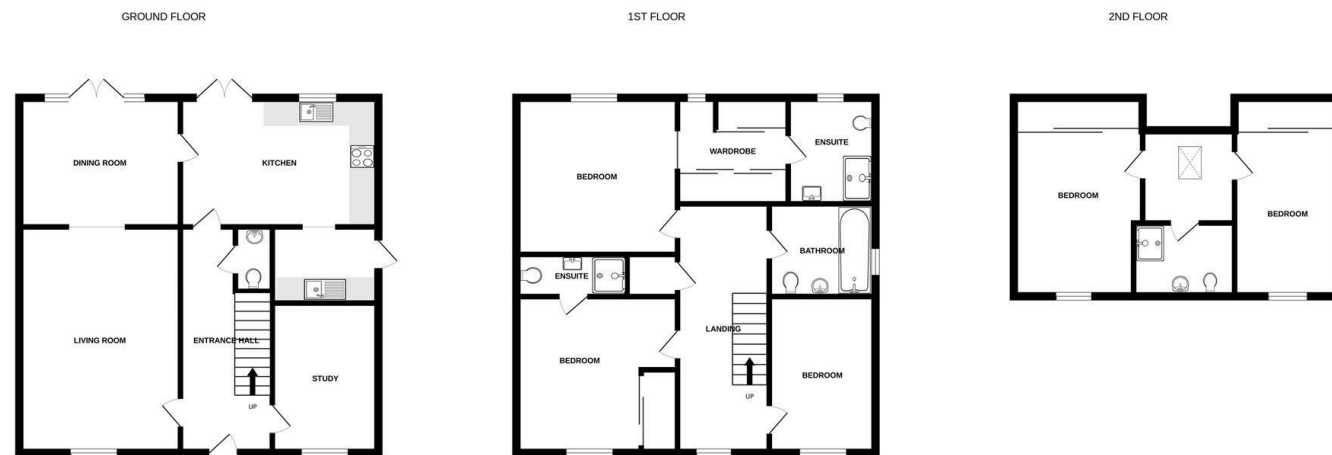 GROUND FLOOR
DINING ROOM
KITCHEN
LIVING ROOM
ENTRANCE HALL
STUDY
UP
1ST FLOOR
BEDROOM
WARDROBE
ENSUITE
BATHROOM
ENSUITE
LANDING
BEDROOM
BEDROOM
UP
2ND FLOOR
BEDROOM
BEDROOM